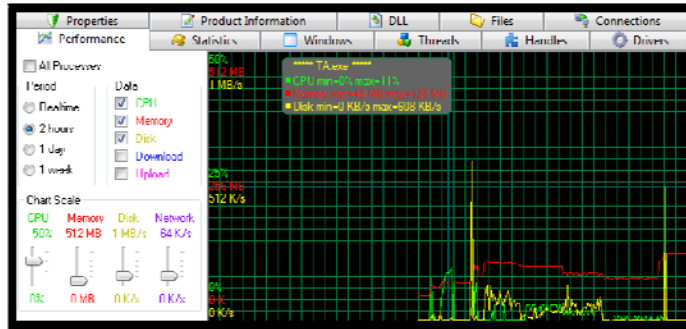 Properties
Product Information
DLL
Files
Connections
Performance
Statistics
Windows
Threads
Handles
Drivers
All Processes
Period
Realtime
2 hours
1 day
1 week
Data
CPU
Memory
Disk
Download
Upload
Chart Scale
CPU Memory Disk Network
50% 512 MB 1 MB/s 64 K/s
0% 0 MB 0 K/s 0 K/s
50%
512 MB
1 MB/s
***** TA.exe *****
CPU min=0% max=11%
Memory min=
Disk min=0 KB/s max=608 KB/s
25%
256 MB
512 K/s
0%
0 K
0 K/s